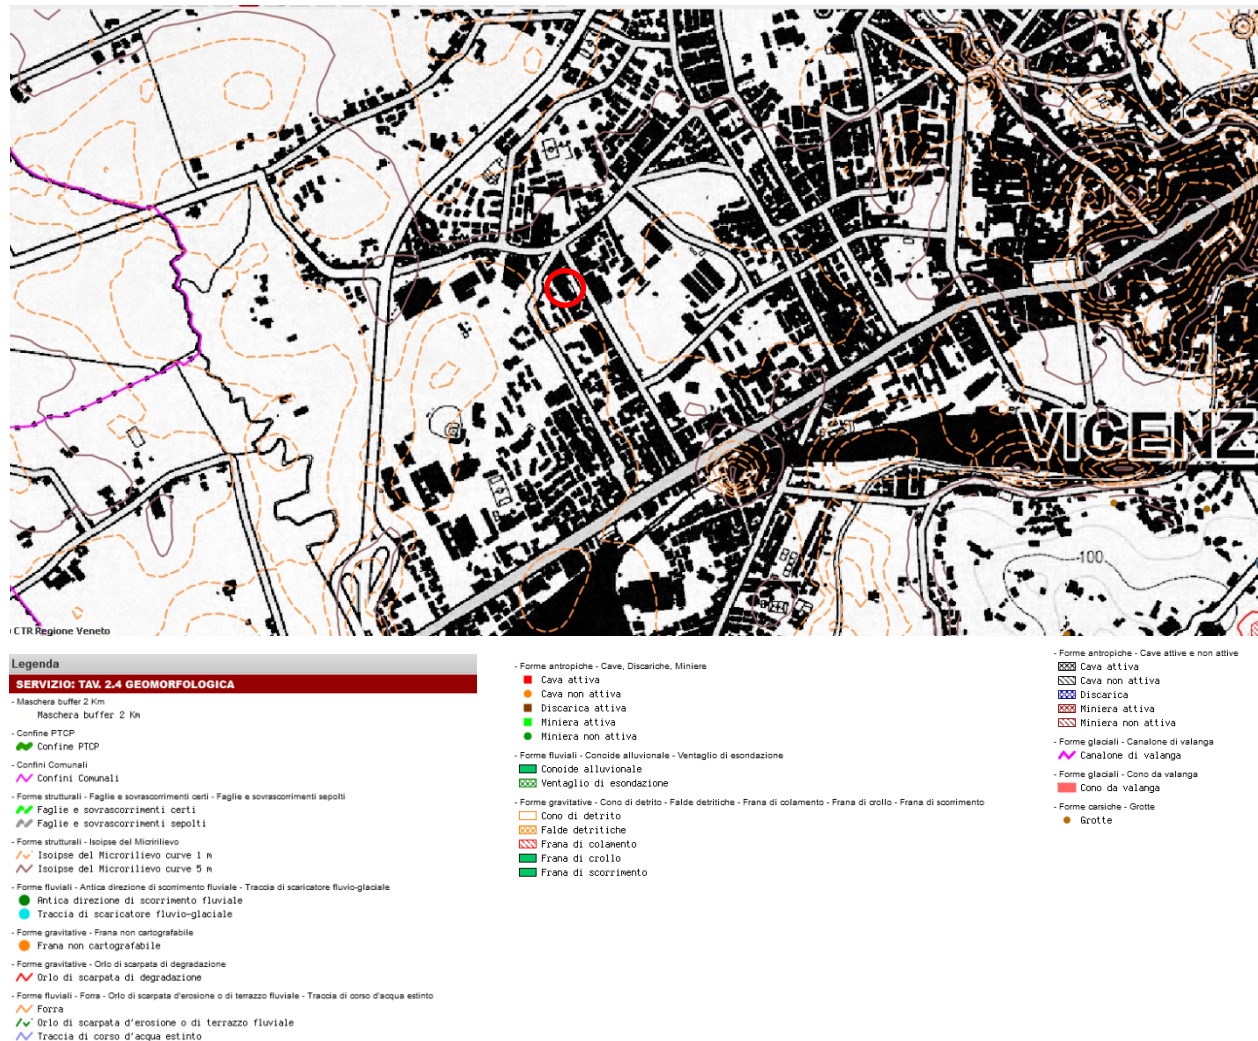 VICENZ
100
CTR Regione Veneto
Legenda
SERVIZIO: TAV. 2.4 GEOMORFOLOGICA
- Maschera buffer 2 Km
Maschera buffer 2 Km
- Confine PTCP
Confine PTCP
- Confini Comunali
Confini Comunali
- Forme strutturali - Faglie e sovrascorrimenti certi - Faglie e sovrascorrimenti sepolti
Faglie e sovrascorrimenti certi
Faglie e sovrascorrimenti sepolti
- Forme strutturali - Isoipse del Micririlievo
Isoipse del Microrilievo curve 1 m
Isoipse del Microrilievo curve 5 m
- Forme fluviali - Antica direzione di scorrimento fluviale - Traccia di scaricatore fluvio-glaciale
Antica direzione di scorrimento fluviale
Traccia di scaricatore fluvio-glaciale
- Forme gravitative - Frana non cartografabile
Frana non cartografabile
- Forme gravitative - Orlo di scarpata di degradazione
Orlo di scarpata di degradazione
- Forme fluviali - Forra - Orlo di scarpata d'erosione o di terrazzo fluviale - Traccia di corso d'acqua estinto
Forra
Orlo di scarpata d'erosione o di terrazzo fluviale
Traccia di corso d'acqua estinto
- Forme antropiche - Cave, Discariche, Miniere
Cava attiva
Cava non attiva
Discarica attiva
Miniera attiva
Miniera non attiva
- Forme fluviali - Conoide alluvionale - Ventaglio di esondazione
Conoide alluvionale
Ventaglio di esondazione
- Forme gravitative - Cono di detrito - Falde detritiche - Frana di colamento - Frana di crollo - Frana di scorrimento
Cono di detrito
Falde detritiche
Frana di colamento
Frana di crollo
Frana di scorrimento
- Forme antropiche - Cave attive e non attive
Cava attiva
Cava non attiva
Discarica
Miniera attiva
Miniera non attiva
- Forme glaciali - Canalone di valanga
Canalone di valanga
- Forme glaciali - Cono da valanga
Cono da valanga
- Forme carsiche - Grotte
Grotte